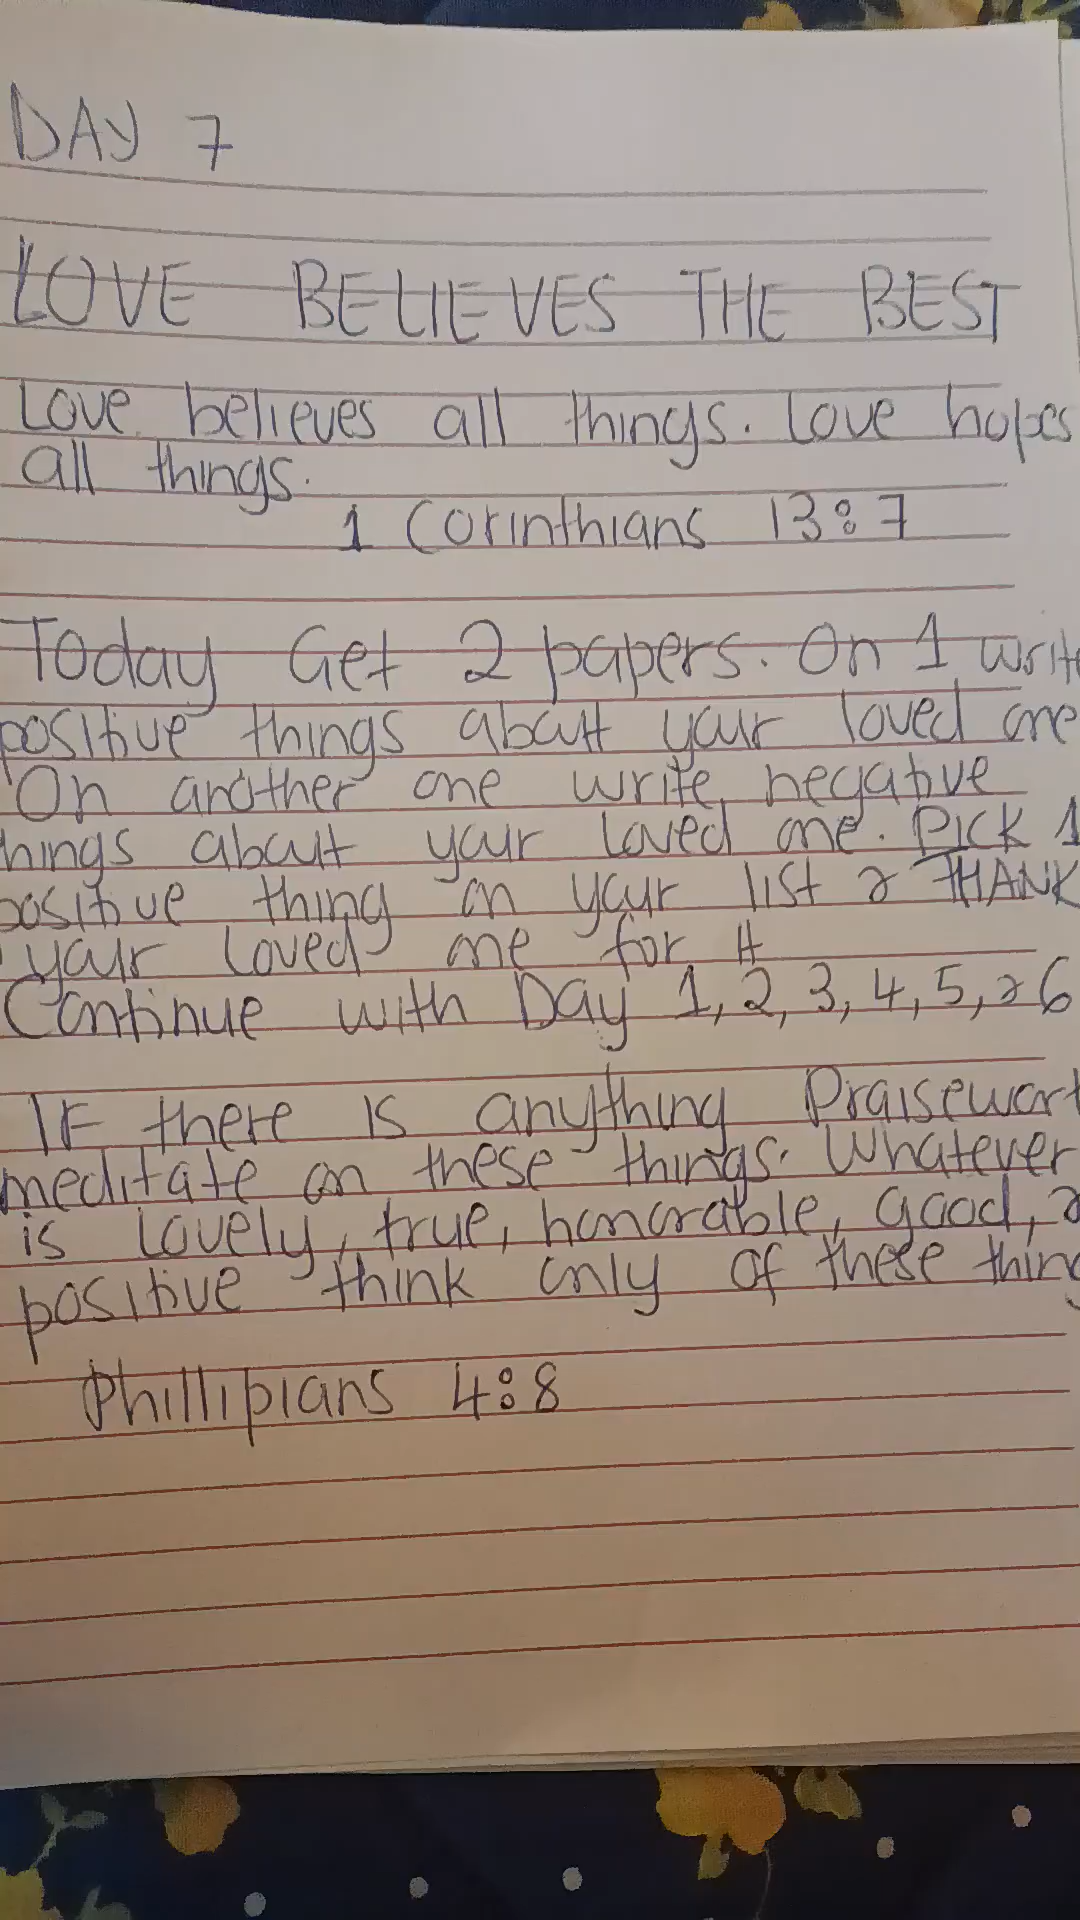 DAY 7
LOVE BELIEVES THE BEST
Love believes all things. Love hopes
all things.
1 Corinthians 13:7
Today Get 2 papers. On 1 write
positive things about your loved one
On another one write negative
hings about your loved one. Pick 1
positive thing on your list & THANK
your loved one for it
Continue with Day 1, 2, 3, 4, 5, & 6
IF there is anything Praisewort
meditate on these things. Whatever
is lovely, true, honorable, good, &
positive think only of these thing
Phillipians 4:8